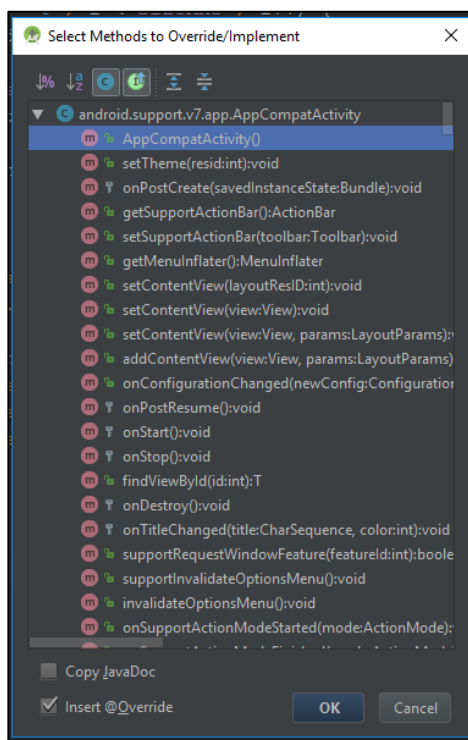 Select Methods to Override/Implement
android.support.v7.app.AppCompatActivity
AppCompatActivity()
setTheme(resid:int):void
onPostCreate(savedInstanceState:Bundle):void
getSupportActionBar():ActionBar
setSupportActionBar(toolbar:Toolbar):void
getMenuInflater():MenuInflater
setContentView(layoutResID:int):void
setContentView(view:View):void
setContentView(view:View, params:LayoutParams):v
addContentView(view:View, params:LayoutParams)
onConfigurationChanged(newConfig:Configuration
onPostResume():void
onStart():void
onStop():void
findViewById(id:int):T
onDestroy():void
onTitleChanged(title:CharSequence, color:int):void
supportRequestWindowFeature(featureId:int):boole
supportInvalidateOptionsMenu():void
invalidateOptionsMenu():void
onSupportActionModeStarted(mode:ActionMode):
Copy JavaDoc
Insert @Override OK Cancel